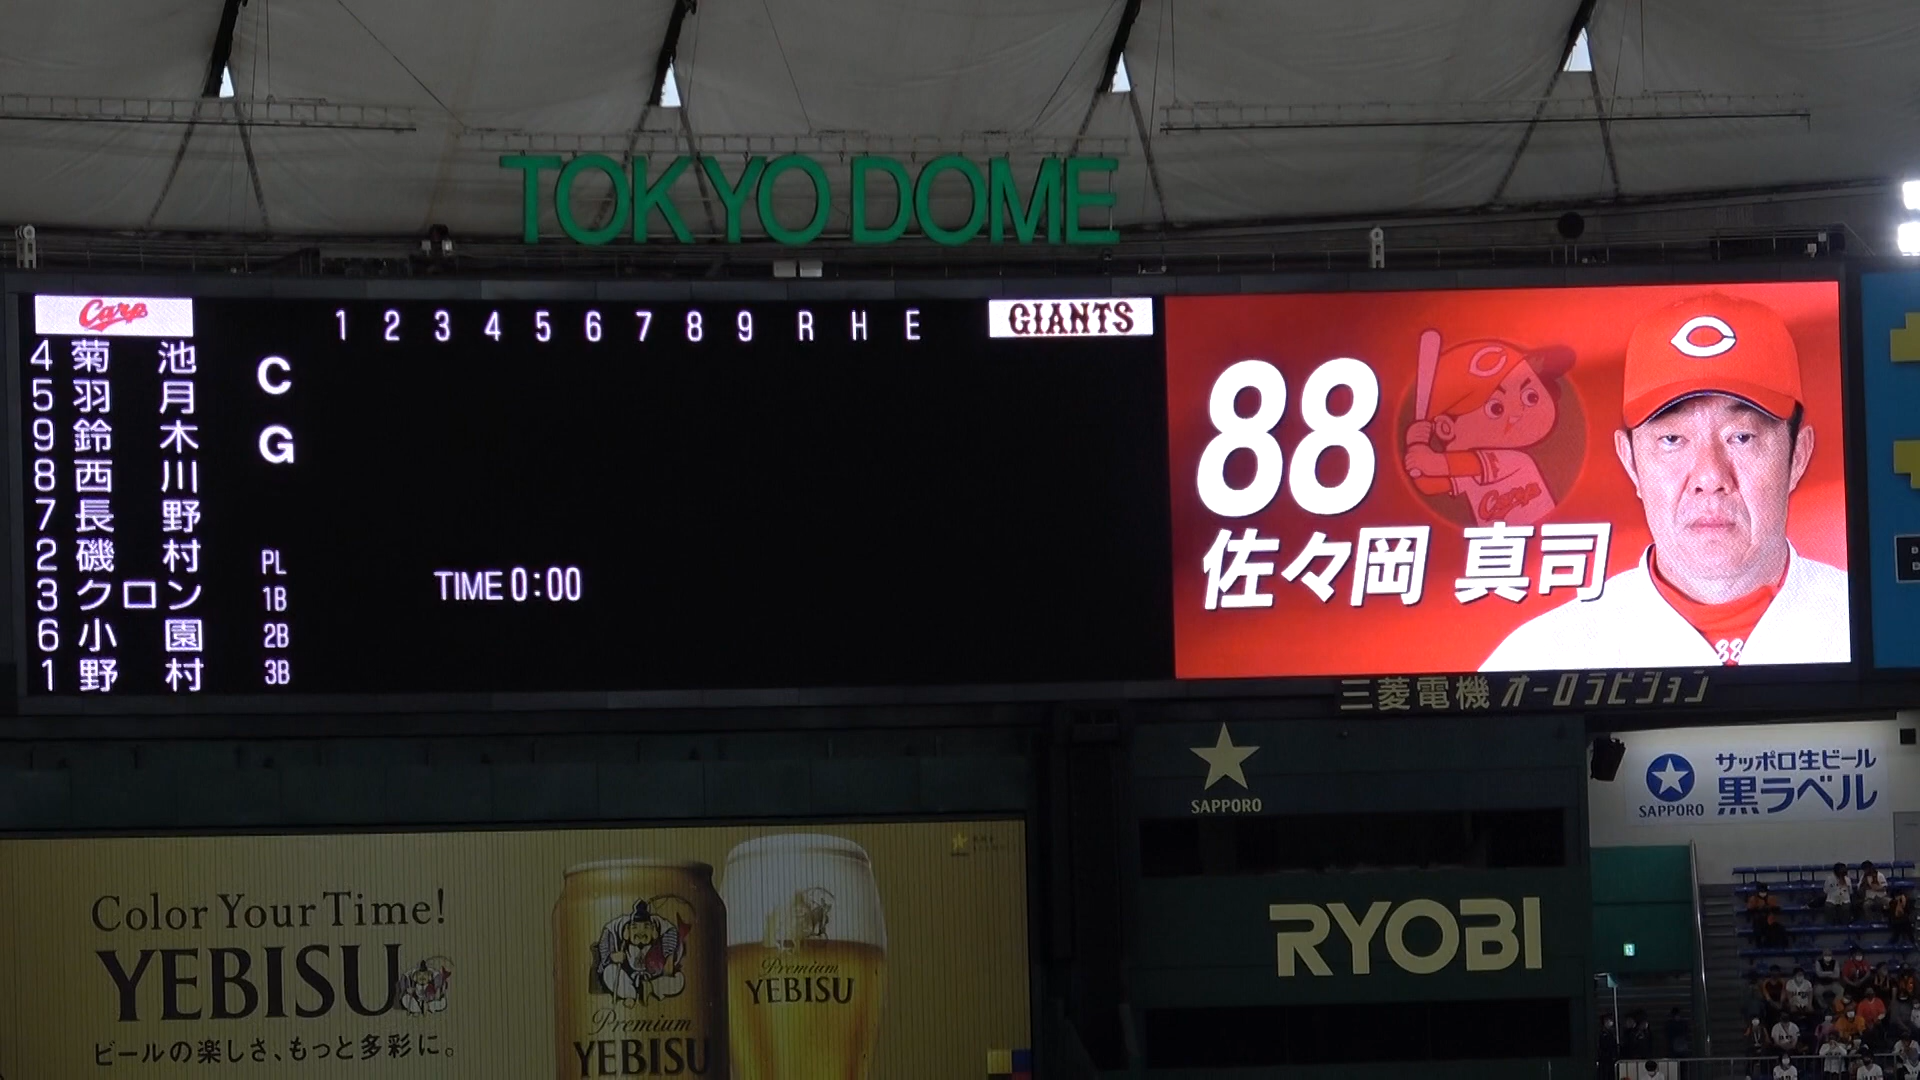 TOKYO DOME
Carp
1 2 3 4 5 6 7 8 9 R H E
GIANTS
4 菊池
5 羽月
9 鈴木
8 西川
7 長野
2 磯村
3 クロン
6 小園
1 野村
C
G
PL
1B
2B
3B
TIME 0:00
88
佐々岡 真司
Carp
88
三菱電機 オーロラビジョン
SAPPORO
サッポロ生ビール
黒ラベル
SAPPORO
RYOBI
Color Your Time!
YEBISU
ビールの楽しさ、もっと多彩に。
Premium
YEBISU
Premium
YEBISU